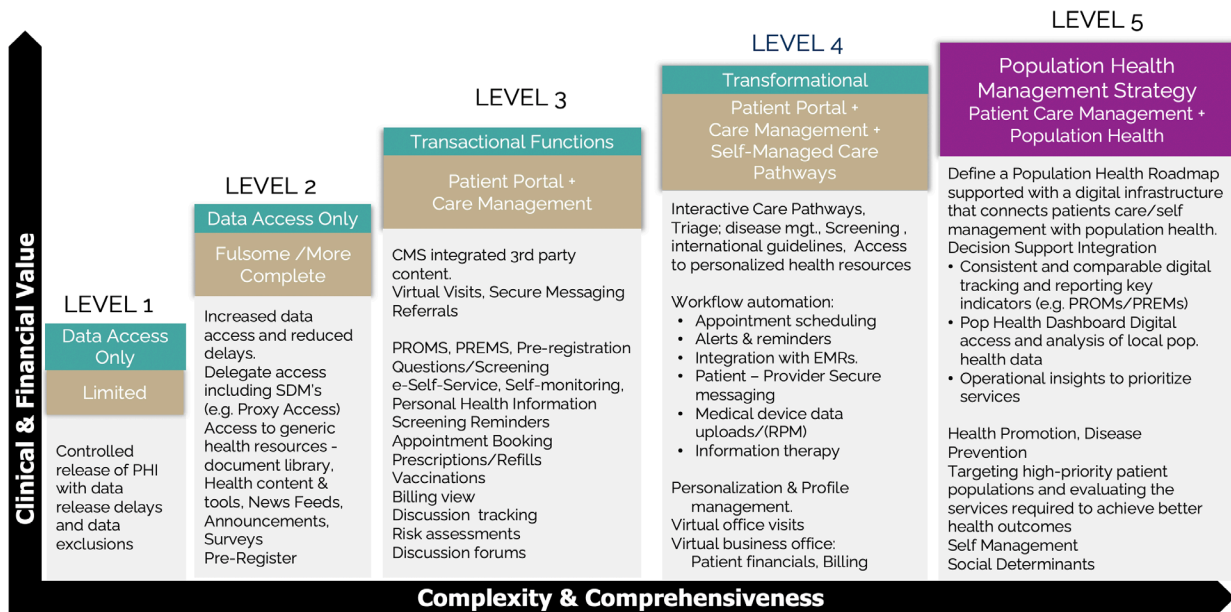 Clinical & Financial Value
LEVEL 1
Data Access
Only
Limited
Controlled
release of PHI
with data
release delays
and data
exclusions
LEVEL 2
Data Access Only
Fulsome /More
Complete
Increased data
access and reduced
delays.
Delegate access
including SDM's
(e.g. Proxy Access)
Access to generic
health resources -
document library,
Health content &
tools, News Feeds,
Announcements,
Surveys
Pre-Register
LEVEL 3
Transactional Functions
Patient Portal +
Care Management
CMS integrated 3rd party
content.
Virtual Visits, Secure Messaging
Referrals
PROMS, PREMS, Pre-registration
Questions/Screening
e-Self-Service, Self-monitoring,
Personal Health Information
Screening Reminders
Appointment Booking
Prescriptions/Refills
Vaccinations
Billing view
Discussion tracking
Risk assessments
Discussion forums
LEVEL 4
Transformational
Patient Portal +
Care Management +
Self-Managed Care
Pathways
Interactive Care Pathways,
Triage; disease mgt., Screening ,
international guidelines, Access
to personalized health resources
Workflow automation:
• Appointment scheduling
• Alerts & reminders
• Integration with EMRs.
• Patient – Provider Secure
messaging
• Medical device data
uploads/(RPM)
• Information therapy
Personalization & Profile
management.
Virtual office visits
Virtual business office:
Patient financials, Billing
LEVEL 5
Population Health
Management Strategy
Patient Care Management +
Population Health
Define a Population Health Roadmap
supported with a digital infrastructure
that connects patients care/self
management with population health.
Decision Support Integration
• Consistent and comparable digital
tracking and reporting key
indicators (e.g. PROMs/PREMs)
• Pop Health Dashboard Digital
access and analysis of local pop.
health data
• Operational insights to prioritize
services
Health Promotion, Disease
Prevention
Targeting high-priority patient
populations and evaluating the
services required to achieve better
health outcomes
Self Management
Social Determinants
Complexity & Comprehensiveness